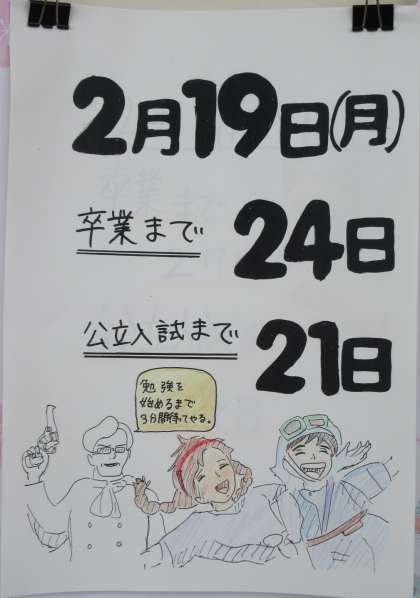 2月19日(月)
卒業まで 24日
公立入試まで 21日
勉強を
始めるまで
3分間待ってやる。